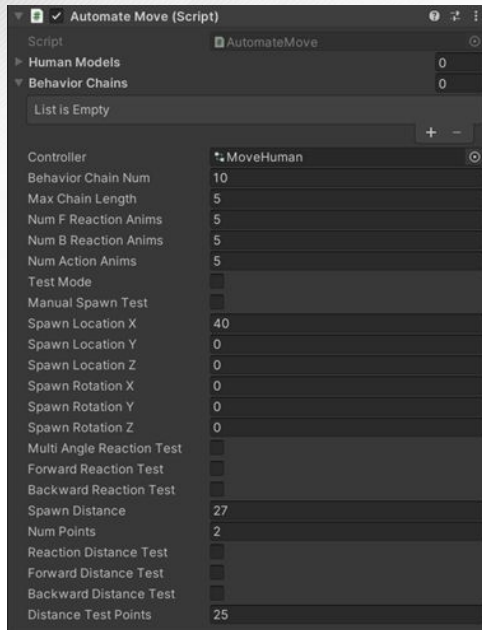 Automate Move (Script)
Script AutomateMove
Human Models 0
Behavior Chains 0
List is Empty
+ −
Controller MoveHuman
Behavior Chain Num 10
Max Chain Length 5
Num F Reaction Anims 5
Num B Reaction Anims 5
Num Action Anims 5
Test Mode
Manual Spawn Test
Spawn Location X 40
Spawn Location Y 0
Spawn Location Z 0
Spawn Rotation X 0
Spawn Rotation Y 0
Spawn Rotation Z 0
Multi Angle Reaction Test
Forward Reaction Test
Backward Reaction Test
Spawn Distance 27
Num Points 2
Reaction Distance Test
Forward Distance Test
Backward Distance Test
Distance Test Points 25